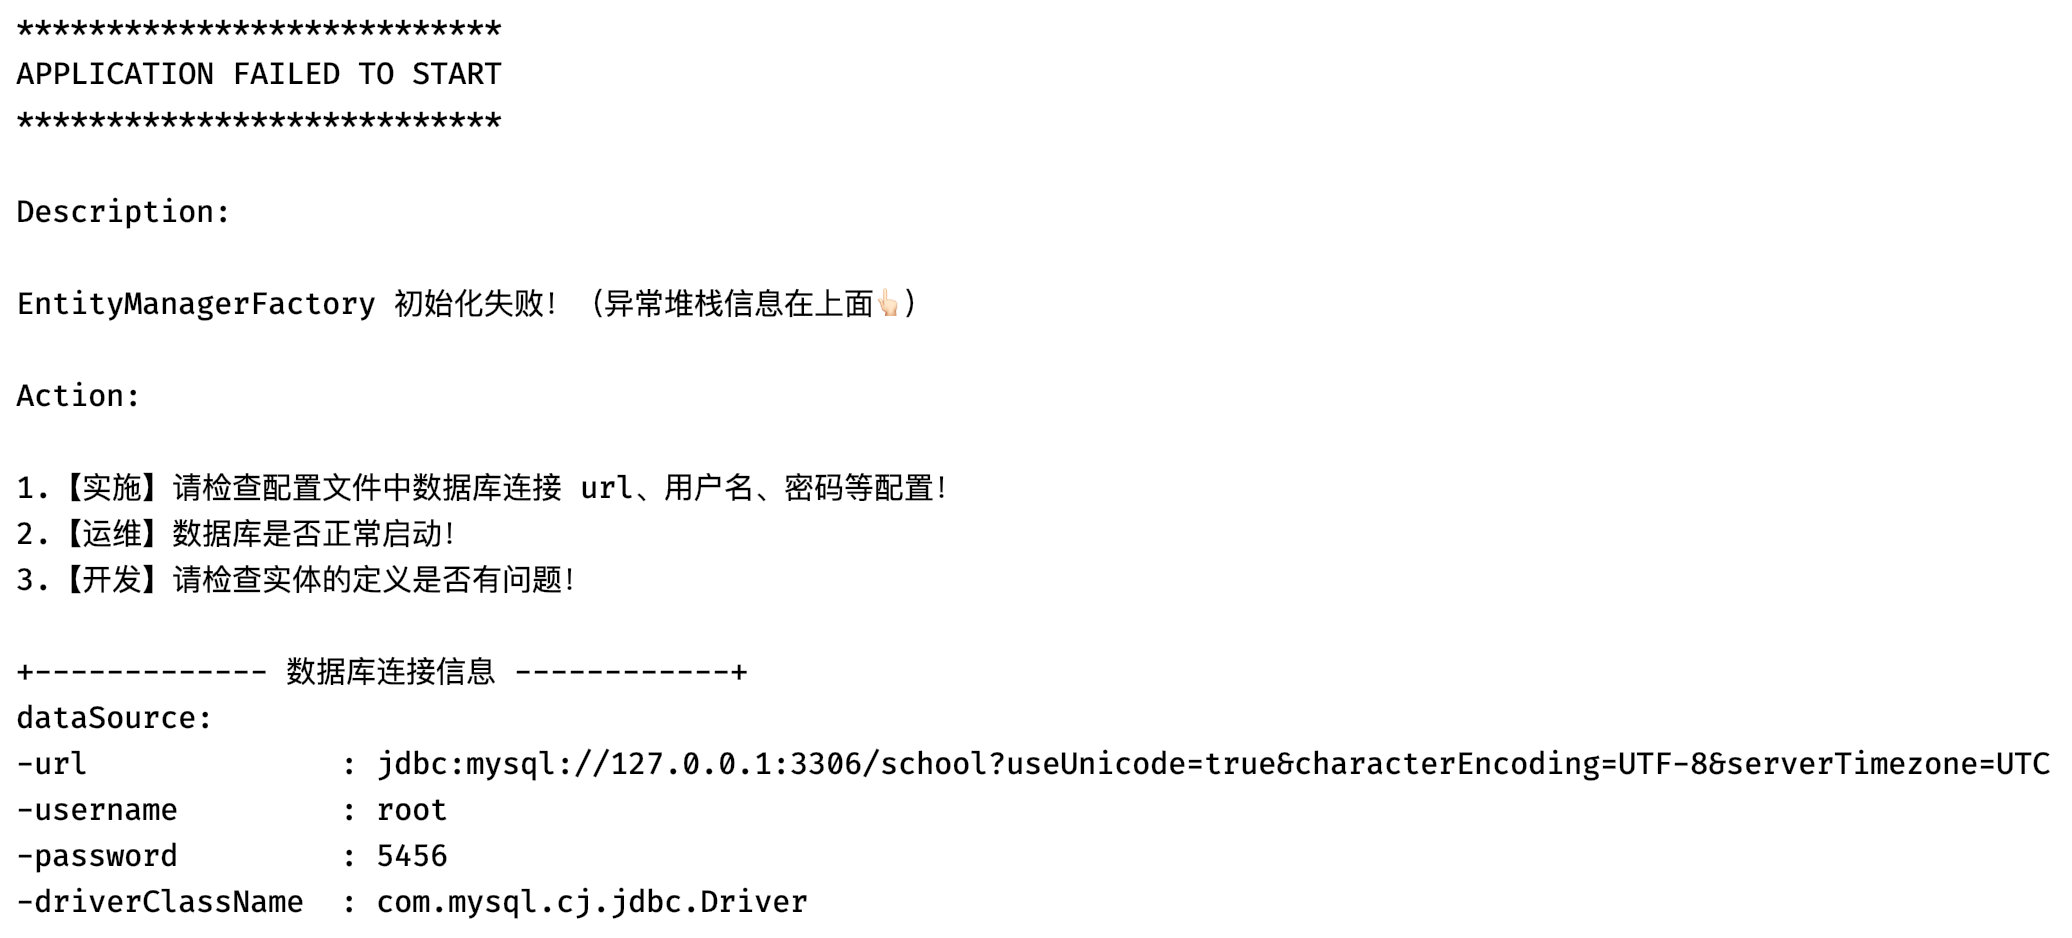 ***************************
APPLICATION FAILED TO START
***************************
Description:
EntityManagerFactory 初始化失败！（异常堆栈信息在上面👆🏻）
Action:
1.【实施】请检查配置文件中数据库连接 url、用户名、密码等配置！
2.【运维】数据库是否正常启动！
3.【开发】请检查实体的定义是否有问题！
+------------- 数据库连接信息 ------------+
dataSource:
-url              : jdbc:mysql://127.0.0.1:3306/school?useUnicode=true&characterEncoding=UTF-8&serverTimezone=UTC
-username         : root
-password         : 5456
-driverClassName  : com.mysql.cj.jdbc.Driver